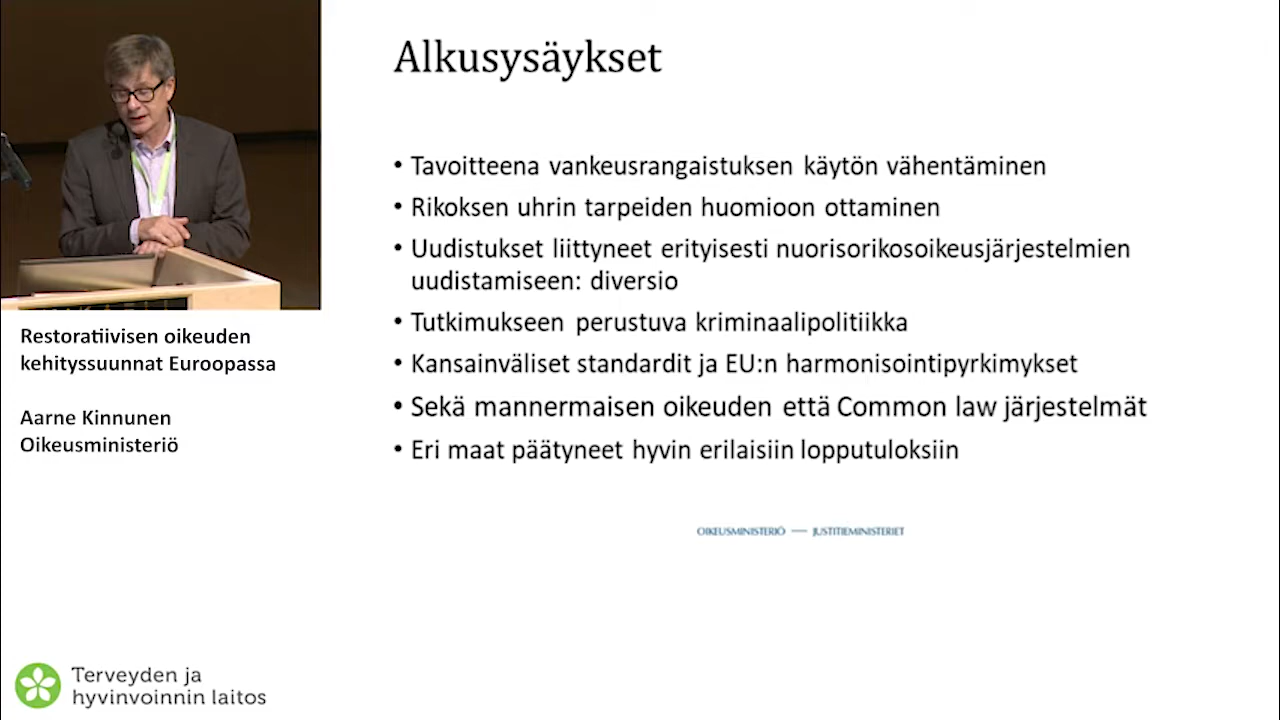 Alkusysäykset
• Tavoitteena vankeusrangaistuksen käytön vähentäminen
• Rikoksen uhrin tarpeiden huomioon ottaminen
• Uudistukset liittyneet erityisesti nuorisorikosoikeusjärjestelmien
uudistamiseen: diversio
• Tutkimukseen perustuva kriminaalipolitiikka
• Kansainväliset standardit ja EU:n harmonisointipyrkimykset
• Sekä mannermaisen oikeuden että Common law järjestelmät
• Eri maat päätyneet hyvin erilaisiin lopputuloksiin
OIKEUSMINISTERIÖ — JUSTITIEMINISTERIET
Restoratiivisen oikeuden
kehityssuunnat Euroopassa
Aarne Kinnunen
Oikeusministeriö
Terveyden ja
hyvinvoinnin laitos